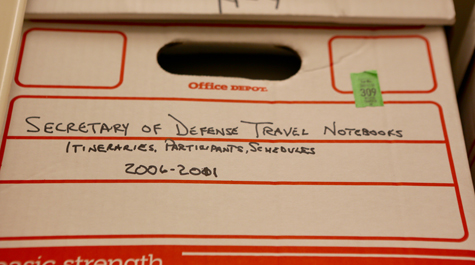 Office DEPOT.
309
SECRETARY OF DEFENSE TRAVEL NOTEBOOKS
ITINERARIES, PARTICIPANTS, SCHEDULES
2006-2001
basic strength